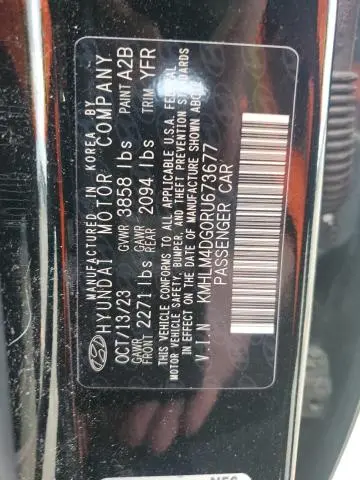 MANUFACTURED IN KOREA BY
HYUNDAI MOTOR COMPANY
OCT/13/23 GVWR 3858 lbs PAINT A2B
GAWR FRONT 2271 lbs GAWR REAR 2094 lbs TRIM YFR
THIS VEHICLE CONFORMS TO ALL APPLICABLE U.S.A. FEDERAL
MOTOR VEHICLE SAFETY, BUMPER, AND THEFT PREVENTION STANDARDS
IN EFFECT ON THE DATE OF MANUFACTURE SHOWN ABOVE
V.I.N KMHLM4DG0RU673677
PASSENGER CAR